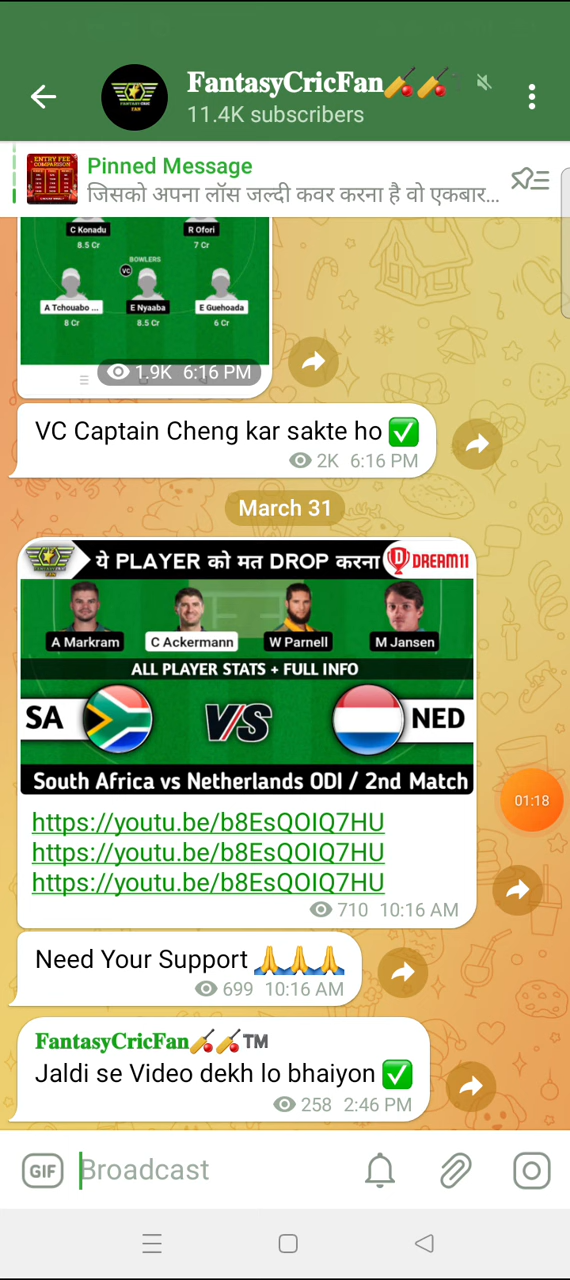 FantasyCricFan🏏🏏
11.4K subscribers
ENTRY FEE
COMPARISON
Pinned Message
जिसको अपना लॉस जल्दी कवर करना है वो एकबार...
C Konadu
R Ofori
8.5 Cr
7 Cr
BOWLERS
VC
A Tchouabo ...
E Nyaaba
E Guehoada
8 Cr
8.5 Cr
6 Cr
1.9K 6:16 PM
VC Captain Cheng kar sakte ho ✅
2K 6:16 PM
March 31
ये PLAYER को मत DROP करना
DREAM11
A Markram
C Ackermann
W Parnell
M Jansen
ALL PLAYER STATS + FULL INFO
SA
VS
NED
South Africa vs Netherlands ODI / 2nd Match
https://youtu.be/b8EsQOIQ7HU
https://youtu.be/b8EsQOIQ7HU
https://youtu.be/b8EsQOIQ7HU
710 10:16 AM
01:18
Need Your Support 🙏🙏🙏
699 10:16 AM
FantasyCricFan🏏🏏™
Jaldi se Video dekh lo bhaiyon ✅
258 2:46 PM
GIF
Broadcast